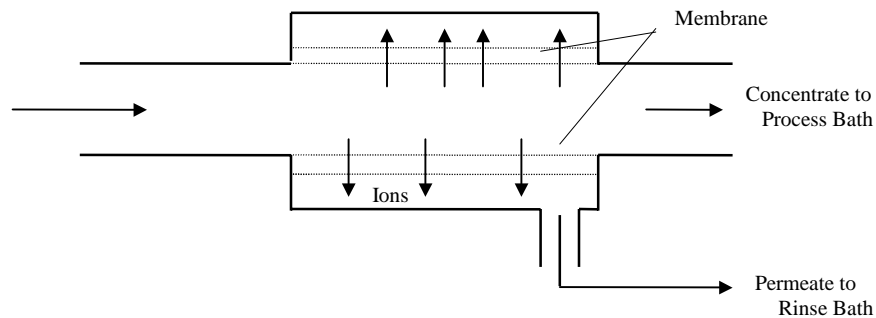 Membrane
Concentrate to
Process Bath
Ions
Permeate to
Rinse Bath